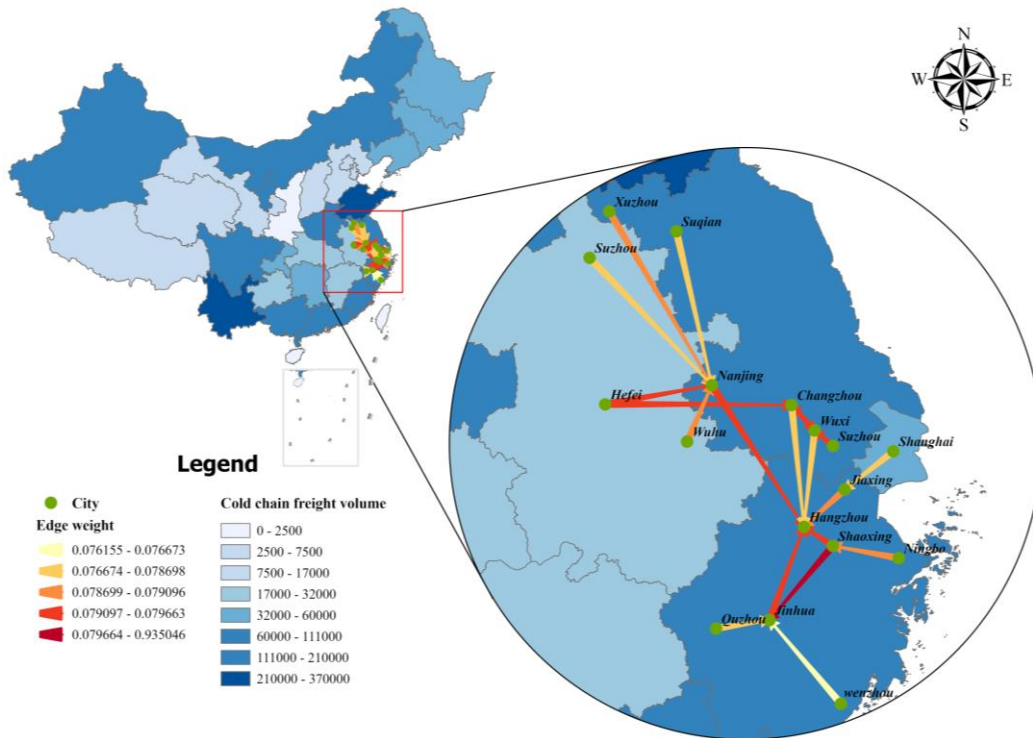 N
W
E
S
Xuzhou
Suqian
Suzhou
Nanjing
Hefei
Changzhou
Wuxi
Wuhu
Suzhou
Shanghai
Jiaxing
Hangzhou
Shaoxing
Ningbo
Jinhua
Quzhou
wenzhou
Legend
City
Edge weight
0.076155 - 0.076673
0.076674 - 0.078698
0.078699 - 0.079096
0.079097 - 0.079663
0.079664 - 0.935046
Cold chain freight volume
0 - 2500
2500 - 7500
7500 - 17000
17000 - 32000
32000 - 60000
60000 - 111000
111000 - 210000
210000 - 370000